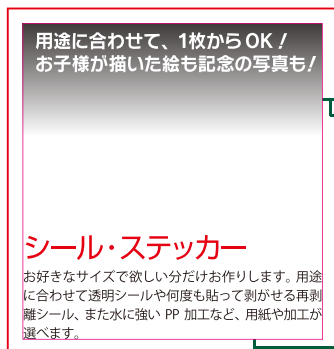 用途に合わせて、1枚からOK！
お子様が描いた絵も記念の写真も！
シール・ステッカー
お好きなサイズで欲しい分だけお作りします。用途
に合わせて透明シールや何度も貼って剥がせる再剥
離シール、また水に強い PP 加工など、用紙や加工が
選べます。